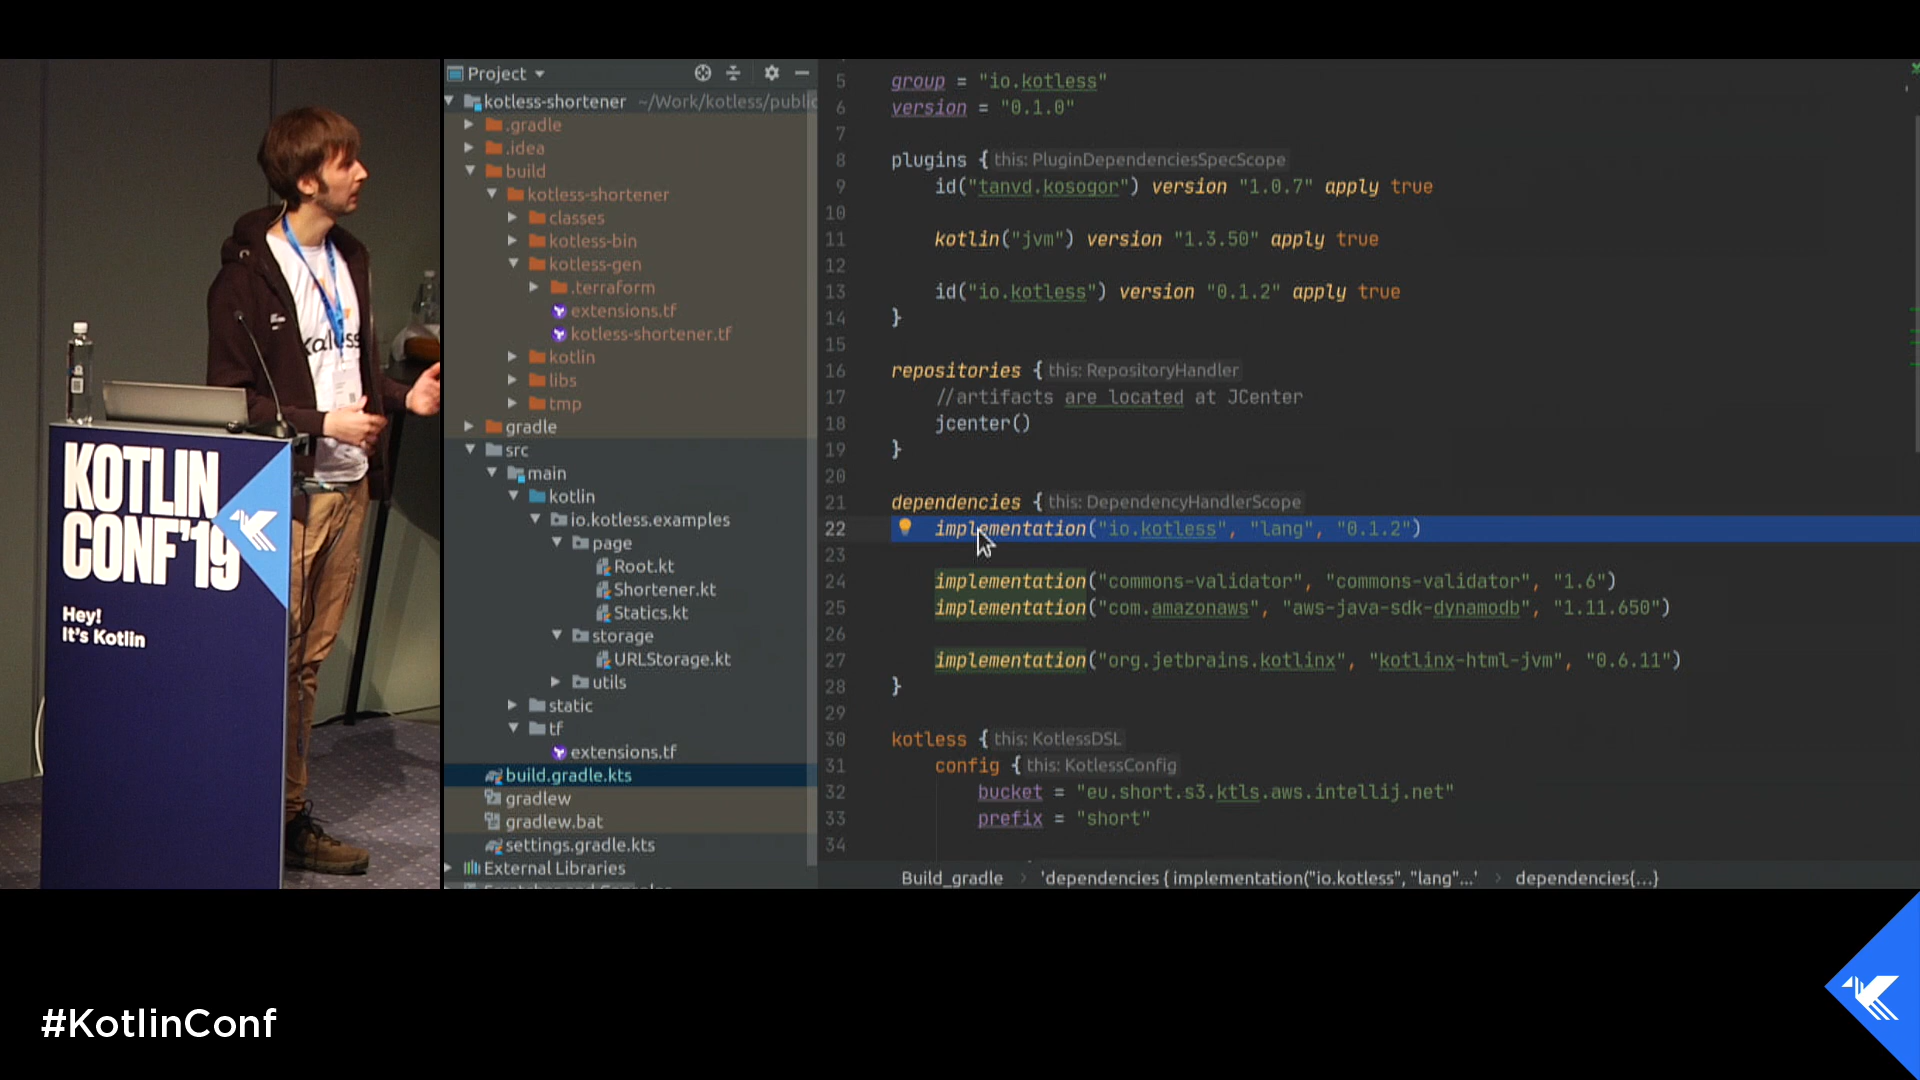 KOTLIN
CONF'19
Hey!
It's Kotlin
Project
kotless-shortener ~/Work/kotless/public
.gradle
.idea
build
kotless-shortener
classes
kotless-bin
kotless-gen
.terraform
extensions.tf
kotless-shortener.tf
kotlin
libs
tmp
gradle
src
main
kotlin
io.kotless.examples
page
Root.kt
Shortener.kt
Statics.kt
storage
URLStorage.kt
utils
static
tf
extensions.tf
build.gradle.kts
gradlew
gradlew.bat
settings.gradle.kts
External Libraries
5 group = "io.kotless"
6 version = "0.1.0"
7
8 plugins { this: PluginDependenciesSpecScope
9 id("tanvd.kosogor") version "1.0.7" apply true
10
11 kotlin("jvm") version "1.3.50" apply true
12
13 id("io.kotless") version "0.1.2" apply true
14 }
15
16 repositories { this: RepositoryHandler
17 //artifacts are located at JCenter
18 jcenter()
19 }
20
21 dependencies { this: DependencyHandlerScope
22 implementation("io.kotless", "lang", "0.1.2")
23
24 implementation("commons-validator", "commons-validator", "1.6")
25 implementation("com.amazonaws", "aws-java-sdk-dynamodb", "1.11.650")
26
27 implementation("org.jetbrains.kotlinx", "kotlinx-html-jvm", "0.6.11")
28 }
29
30 kotless { this: KotlessDSL
31 config { this: KotlessConfig
32 bucket = "eu.short.s3.ktls.aws.intellij.net"
33 prefix = "short"
34
Build_gradle › 'dependencies { implementation("io.kotless", "lang"...' › dependencies{...}
#KotlinConf